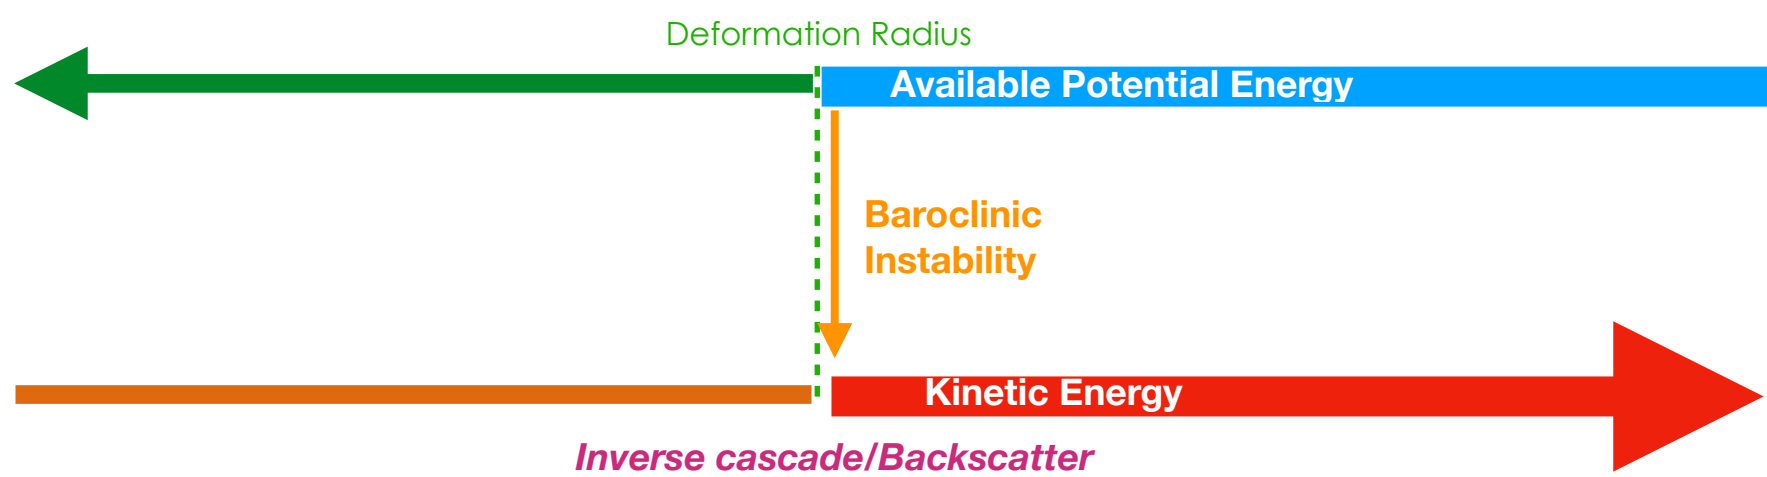 Deformation Radius
Available Potential Energy
Baroclinic
Instability
Kinetic Energy
Inverse cascade/Backscatter